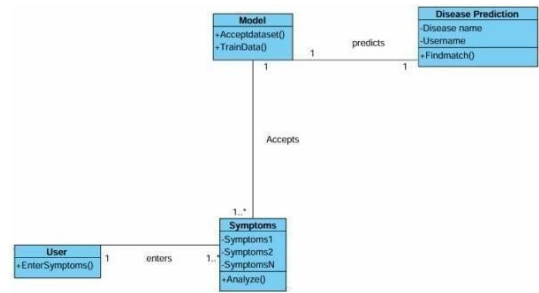 Model
+Acceptdataset()
+TrainData()
Disease Prediction
-Disease name
-Username
+Findmatch()
1
predicts
1
1
Accepts
1..*
Symptoms
-Symptoms1
-Symptoms2
-SymptomsN
+Analyze()
User
+EnterSymptoms()
1
enters
1..*